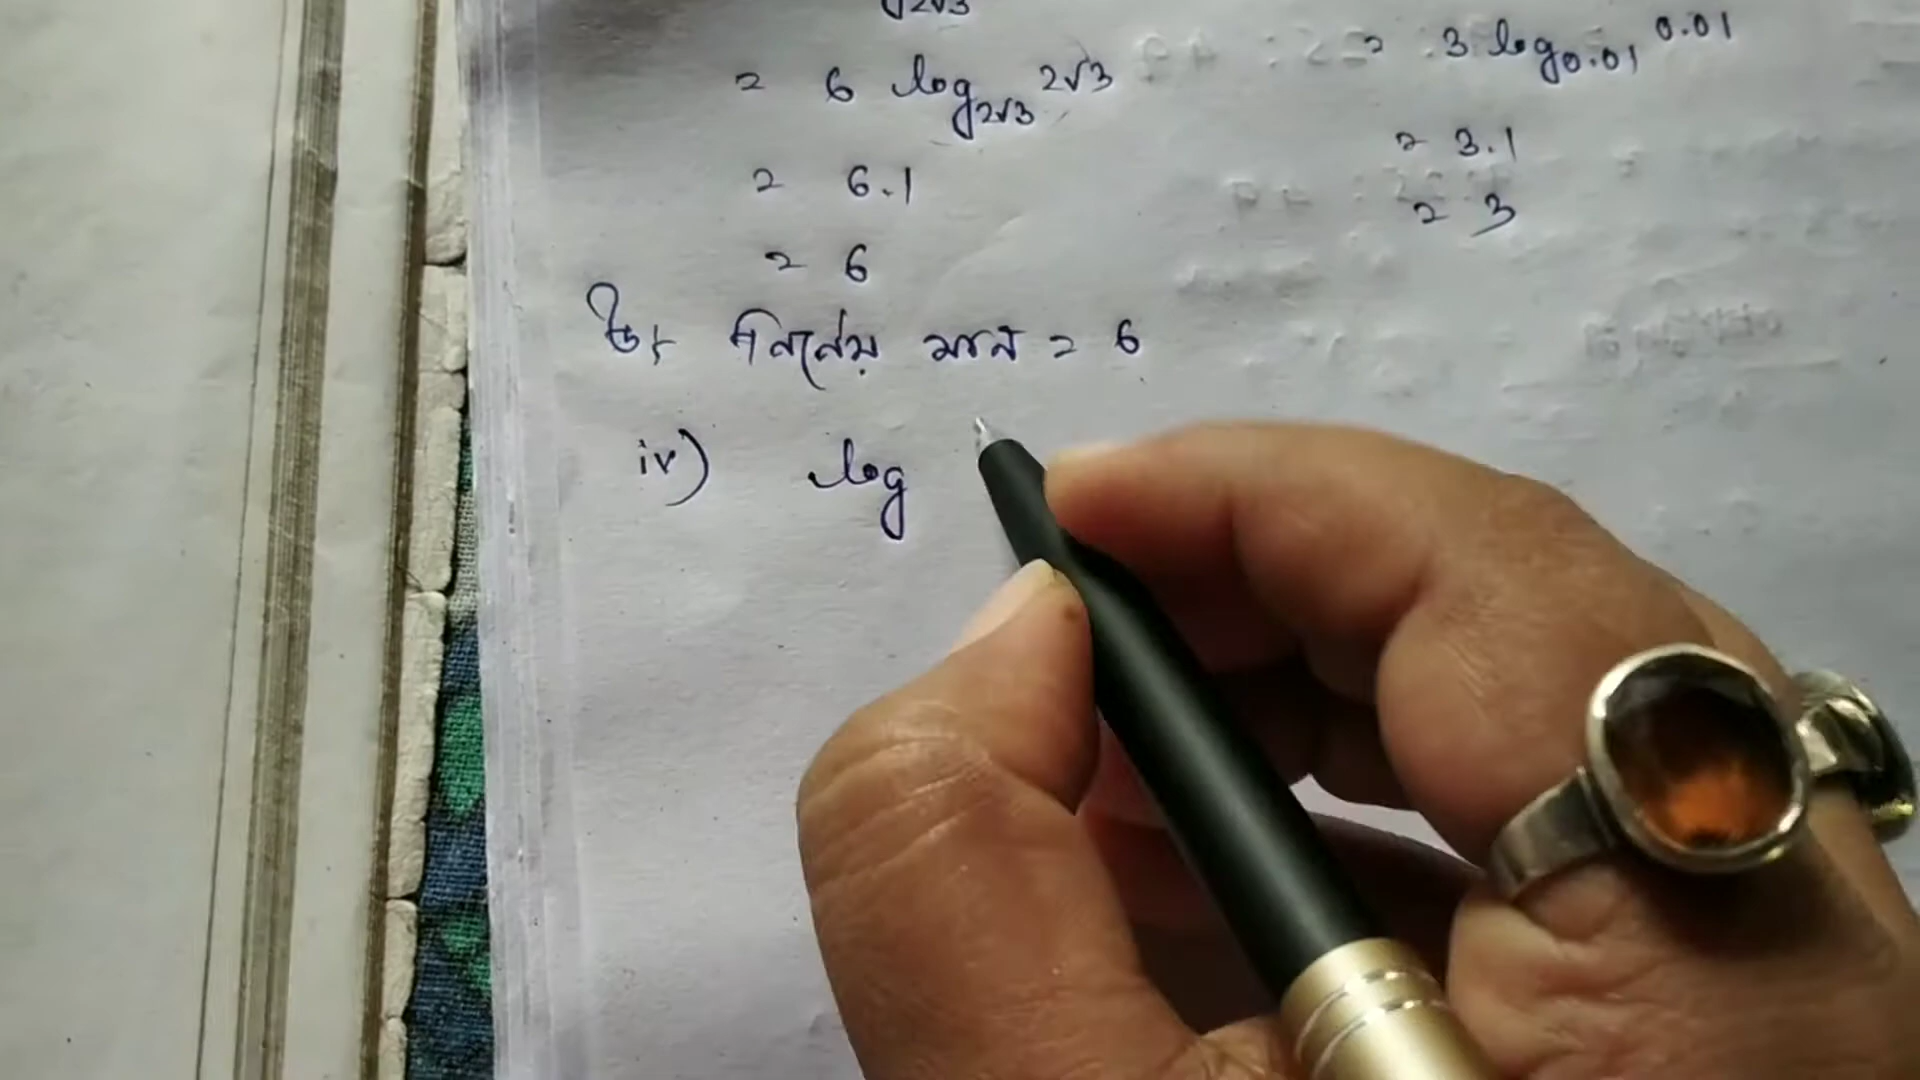 = 6 log₂√₃ 2√3
= 6.1
= 6
উঃ নির্নেয় মান = 6
iv) log
= 3 log₀.₀₁ 0.01
= 3.1
= 3